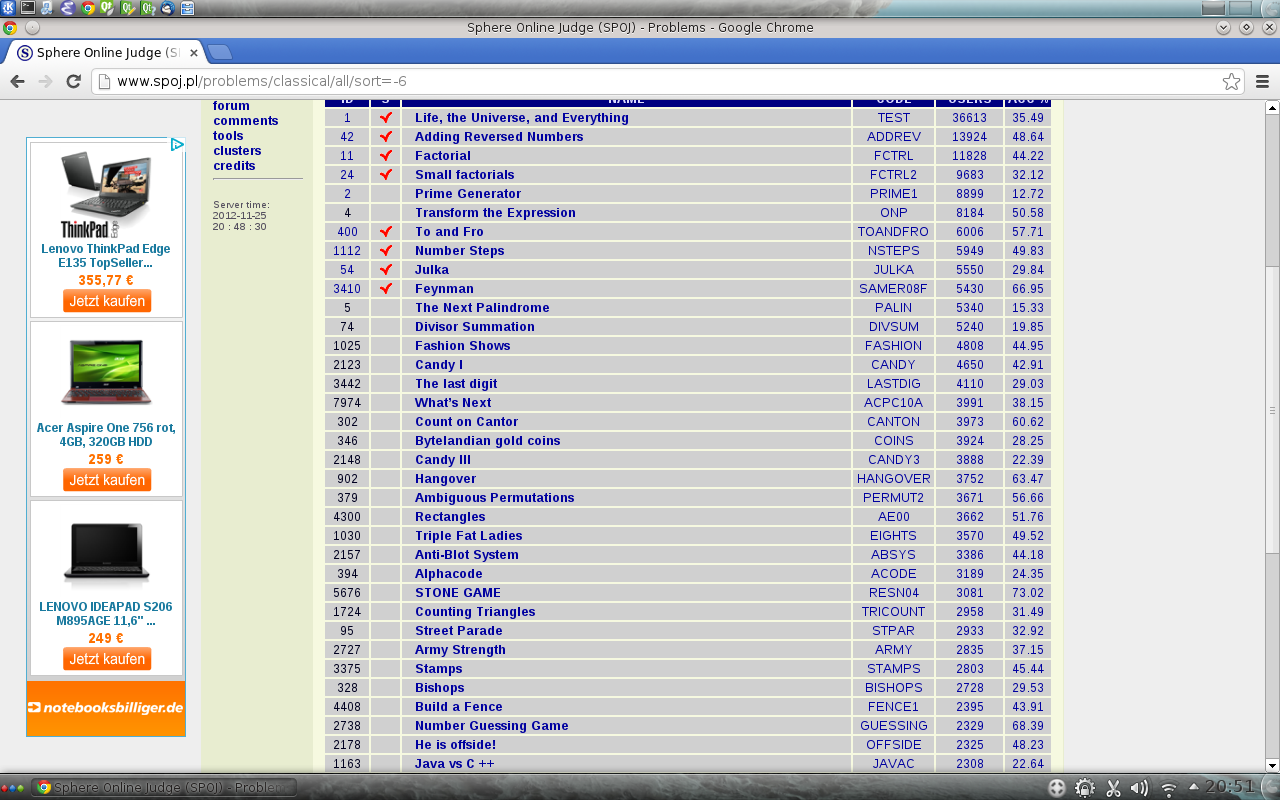 Sphere Online Judge (SPOJ) - Problems - Google Chrome
Sphere Online Judge (S
www.spoj.pl/problems/classical/all/sort=-6
forum
comments
tools
clusters
credits
Server time:
2012-11-25
20 : 48 : 30
ThinkPad
Lenovo ThinkPad Edge
E135 TopSeller...
355,77 €
Jetzt kaufen
Acer Aspire One 756 rot,
4GB, 320GB HDD
259 €
Jetzt kaufen
LENOVO IDEAPAD S206
M895AGE 11,6" ...
249 €
Jetzt kaufen
notebooksbilliger.de
ID S NAME CODE USERS ACC %
1 Life, the Universe, and Everything TEST 36613 35.49
42 Adding Reversed Numbers ADDREV 13924 48.64
11 Factorial FCTRL 11828 44.22
24 Small factorials FCTRL2 9683 32.12
2 Prime Generator PRIME1 8899 12.72
4 Transform the Expression ONP 8184 50.58
400 To and Fro TOANDFRO 6006 57.71
1112 Number Steps NSTEPS 5949 49.83
54 Julka JULKA 5550 29.84
3410 Feynman SAMER08F 5430 66.95
5 The Next Palindrome PALIN 5340 15.33
74 Divisor Summation DIVSUM 5240 19.85
1025 Fashion Shows FASHION 4808 44.95
2123 Candy I CANDY 4650 42.91
3442 The last digit LASTDIG 4110 29.03
7974 What's Next ACPC10A 3991 38.15
302 Count on Cantor CANTON 3973 60.62
346 Bytelandian gold coins COINS 3924 28.25
2148 Candy III CANDY3 3888 22.39
902 Hangover HANGOVER 3752 63.47
379 Ambiguous Permutations PERMUT2 3671 56.66
4300 Rectangles AE00 3662 51.76
1030 Triple Fat Ladies EIGHTS 3570 49.52
2157 Anti-Blot System ABSYS 3386 44.18
394 Alphacode ACODE 3189 24.35
5676 STONE GAME RESN04 3081 73.02
1724 Counting Triangles TRICOUNT 2958 31.49
95 Street Parade STPAR 2933 32.92
2727 Army Strength ARMY 2835 37.15
3375 Stamps STAMPS 2803 45.44
328 Bishops BISHOPS 2728 29.53
4408 Build a Fence FENCE1 2395 43.91
2738 Number Guessing Game GUESSING 2329 68.39
2178 He is offside! OFFSIDE 2325 48.23
1163 Java vs C ++ JAVAC 2308 22.64
Sphere Online Judge (SPOJ) - Proble
20:51